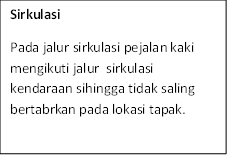 Sirkulasi
Pada jalur sirkulasi pejalan kaki
mengikuti jalur sirkulasi
kendaraan sihingga tidak saling
bertabrkan pada lokasi tapak.